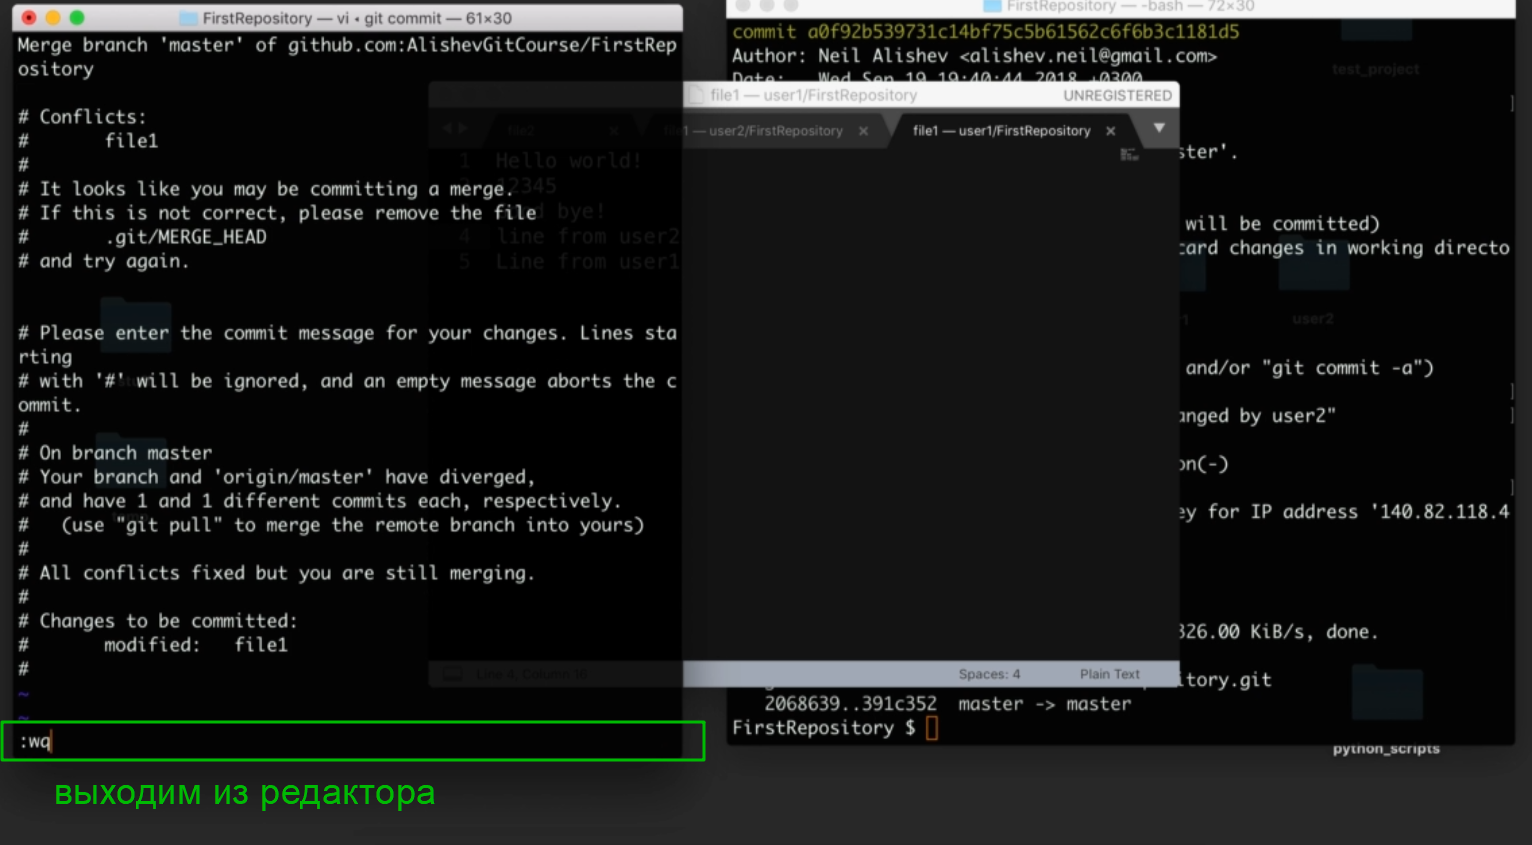 FirstRepository — vi • git commit — 61×30
Merge branch 'master' of github.com:AlishevGitCourse/FirstRep
ository
# Conflicts:
#       file1
#
# It looks like you may be committing a merge.
# If this is not correct, please remove the file
#       .git/MERGE_HEAD
# and try again.
# Please enter the commit message for your changes. Lines sta
rting
# with '#' will be ignored, and an empty message aborts the c
ommit.
#
# On branch master
# Your branch and 'origin/master' have diverged,
# and have 1 and 1 different commits each, respectively.
#   (use "git pull" to merge the remote branch into yours)
#
# All conflicts fixed but you are still merging.
#
# Changes to be committed:
#       modified:   file1
#
~
~
:wq
выходим из редактора
file1 — user1/FirstRepository
UNREGISTERED
file2
— user2/FirstRepository
file1 — user1/FirstRepository
1 Hello world!
12345
bye!
4 line from user2
5 Line from user1
Line 4, Column 16
Spaces: 4
Plain Text
FirstRepository — -bash — 72×30
commit a0f92b539731c14bf75c5b61562c6f6b3c1181d5
Author: Neil Alishev <alishev.neil@gmail.com>
Date:   Wed Sep 19 19:40:44 2018 +0300
]
ster'.
will be committed)
card changes in working directo
and/or "git commit -a")
]
anged by user2"
]
on(-)
]
ey for IP address '140.82.118.4
326.00 KiB/s, done.
itory.git
2068639..391c352  master -> master
FirstRepository $
test_project
user2
python_scripts